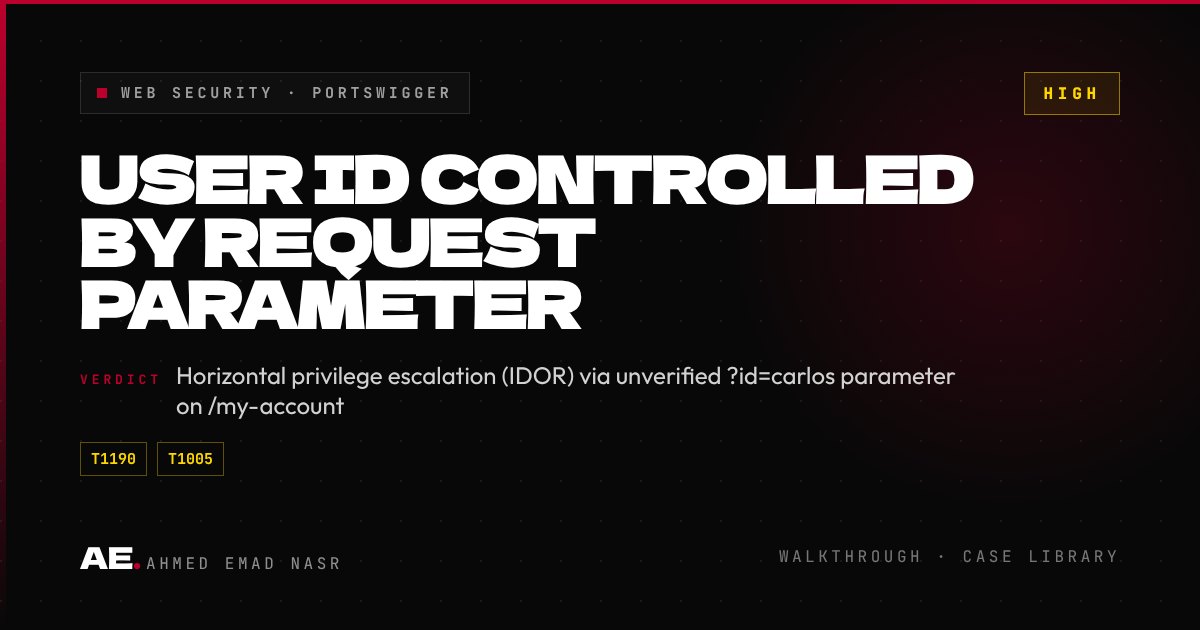 WEB SECURITY · PORTSWIGGER
HIGH
USER ID CONTROLLED
BY REQUEST
PARAMETER
VERDICT Horizontal privilege escalation (IDOR) via unverified ?id=carlos parameter
on /my-account
T1190 T1005
AE. AHMED EMAD NASR
WALKTHROUGH · CASE LIBRARY